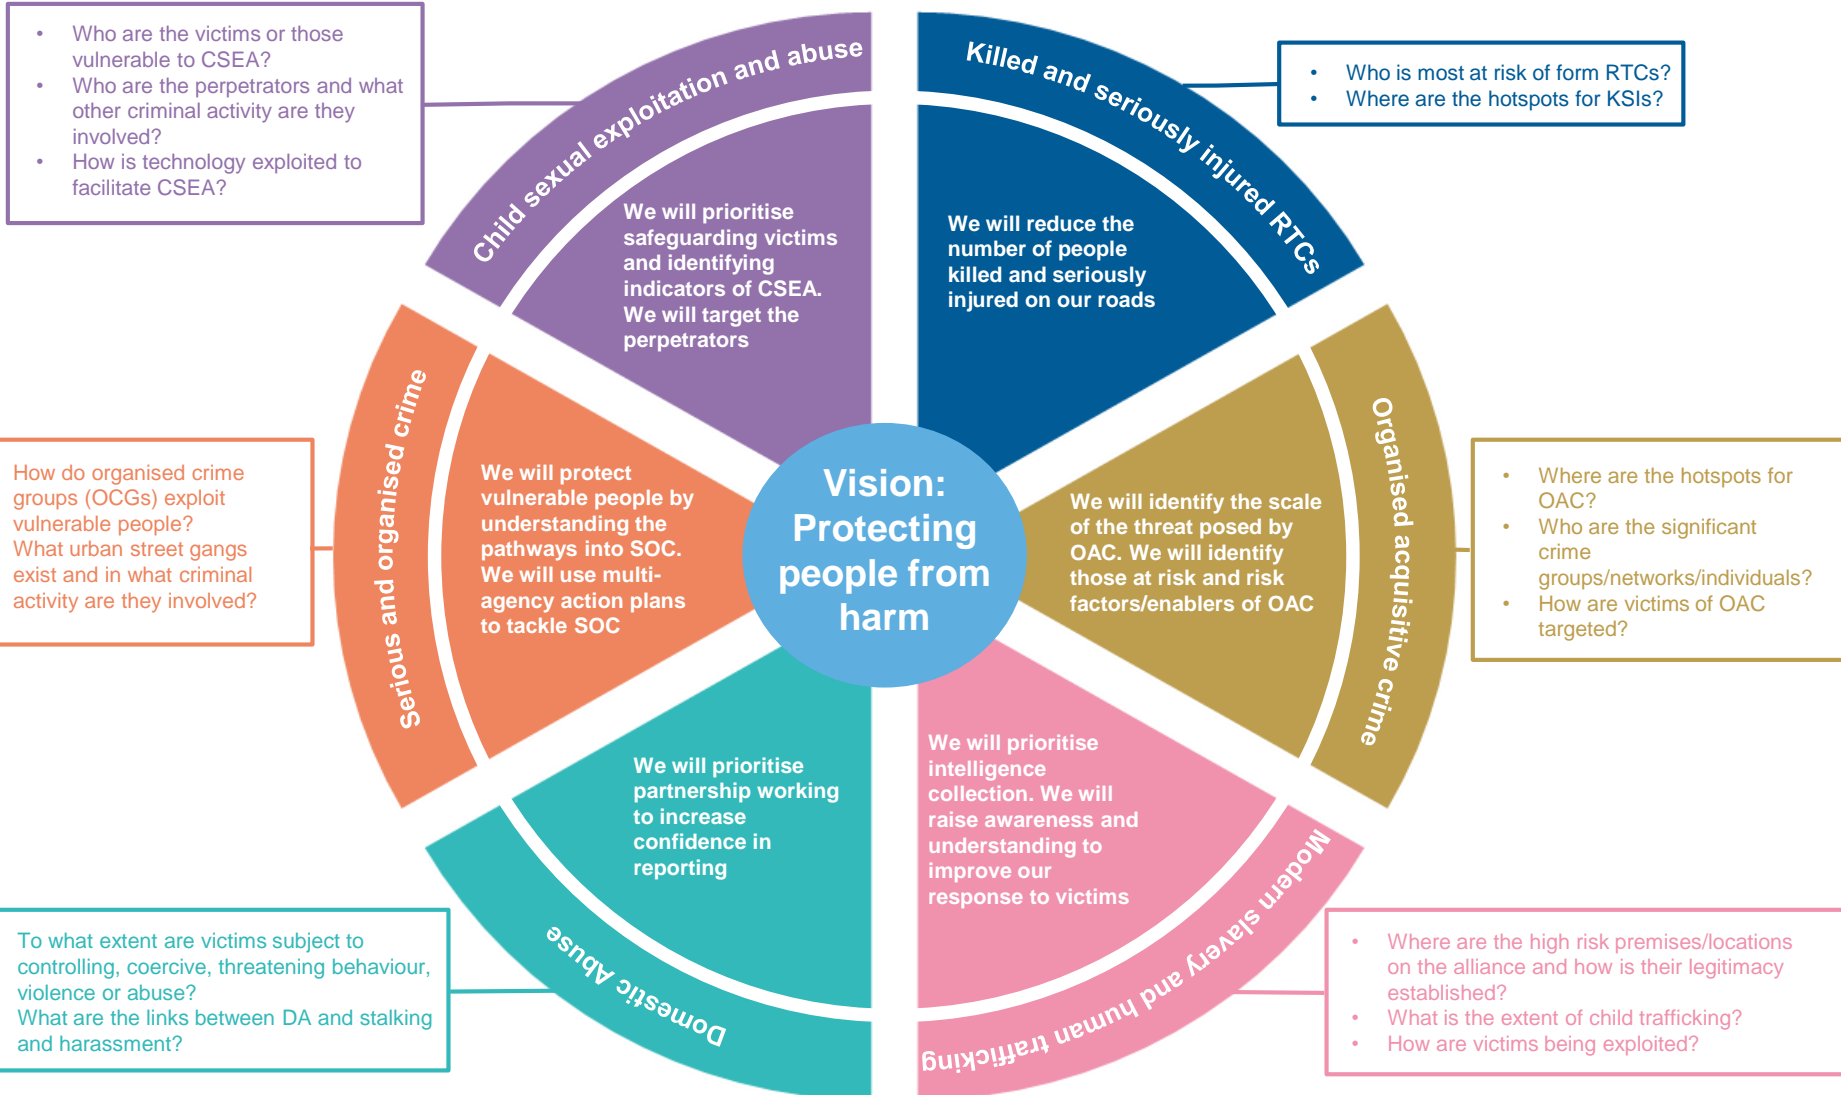 • Who are the victims or those
vulnerable to CSEA?
• Who are the perpetrators and what
other criminal activity are they
involved?
• How is technology exploited to
facilitate CSEA?
Child sexual exploitation and abuse
We will prioritise
safeguarding victims
and identifying
indicators of CSEA.
We will target the
perpetrators
Killed and seriously injured RTCs
We will reduce the
number of people
killed and seriously
injured on our roads
• Who is most at risk of form RTCs?
• Where are the hotspots for KSIs?
How do organised crime
groups (OCGs) exploit
vulnerable people?
What urban street gangs
exist and in what criminal
activity are they involved?
Serious and organised crime
We will protect
vulnerable people by
understanding the
pathways into SOC.
We will use multi-
agency action plans
to tackle SOC
Vision:
Protecting
people from
harm
We will identify the scale
of the threat posed by
OAC. We will identify
those at risk and risk
factors/enablers of OAC
Organised acquisitive crime
• Where are the hotspots for
OAC?
• Who are the significant
crime
groups/networks/individuals?
• How are victims of OAC
targeted?
To what extent are victims subject to
controlling, coercive, threatening behaviour,
violence or abuse?
What are the links between DA and stalking
and harassment?
Domestic Abuse
We will prioritise
partnership working
to increase
confidence in
reporting
We will prioritise
intelligence
collection. We will
raise awareness and
understanding to
improve our
response to victims
Modern slavery and human trafficking
• Where are the high risk premises/locations
on the alliance and how is their legitimacy
established?
• What is the extent of child trafficking?
• How are victims being exploited?